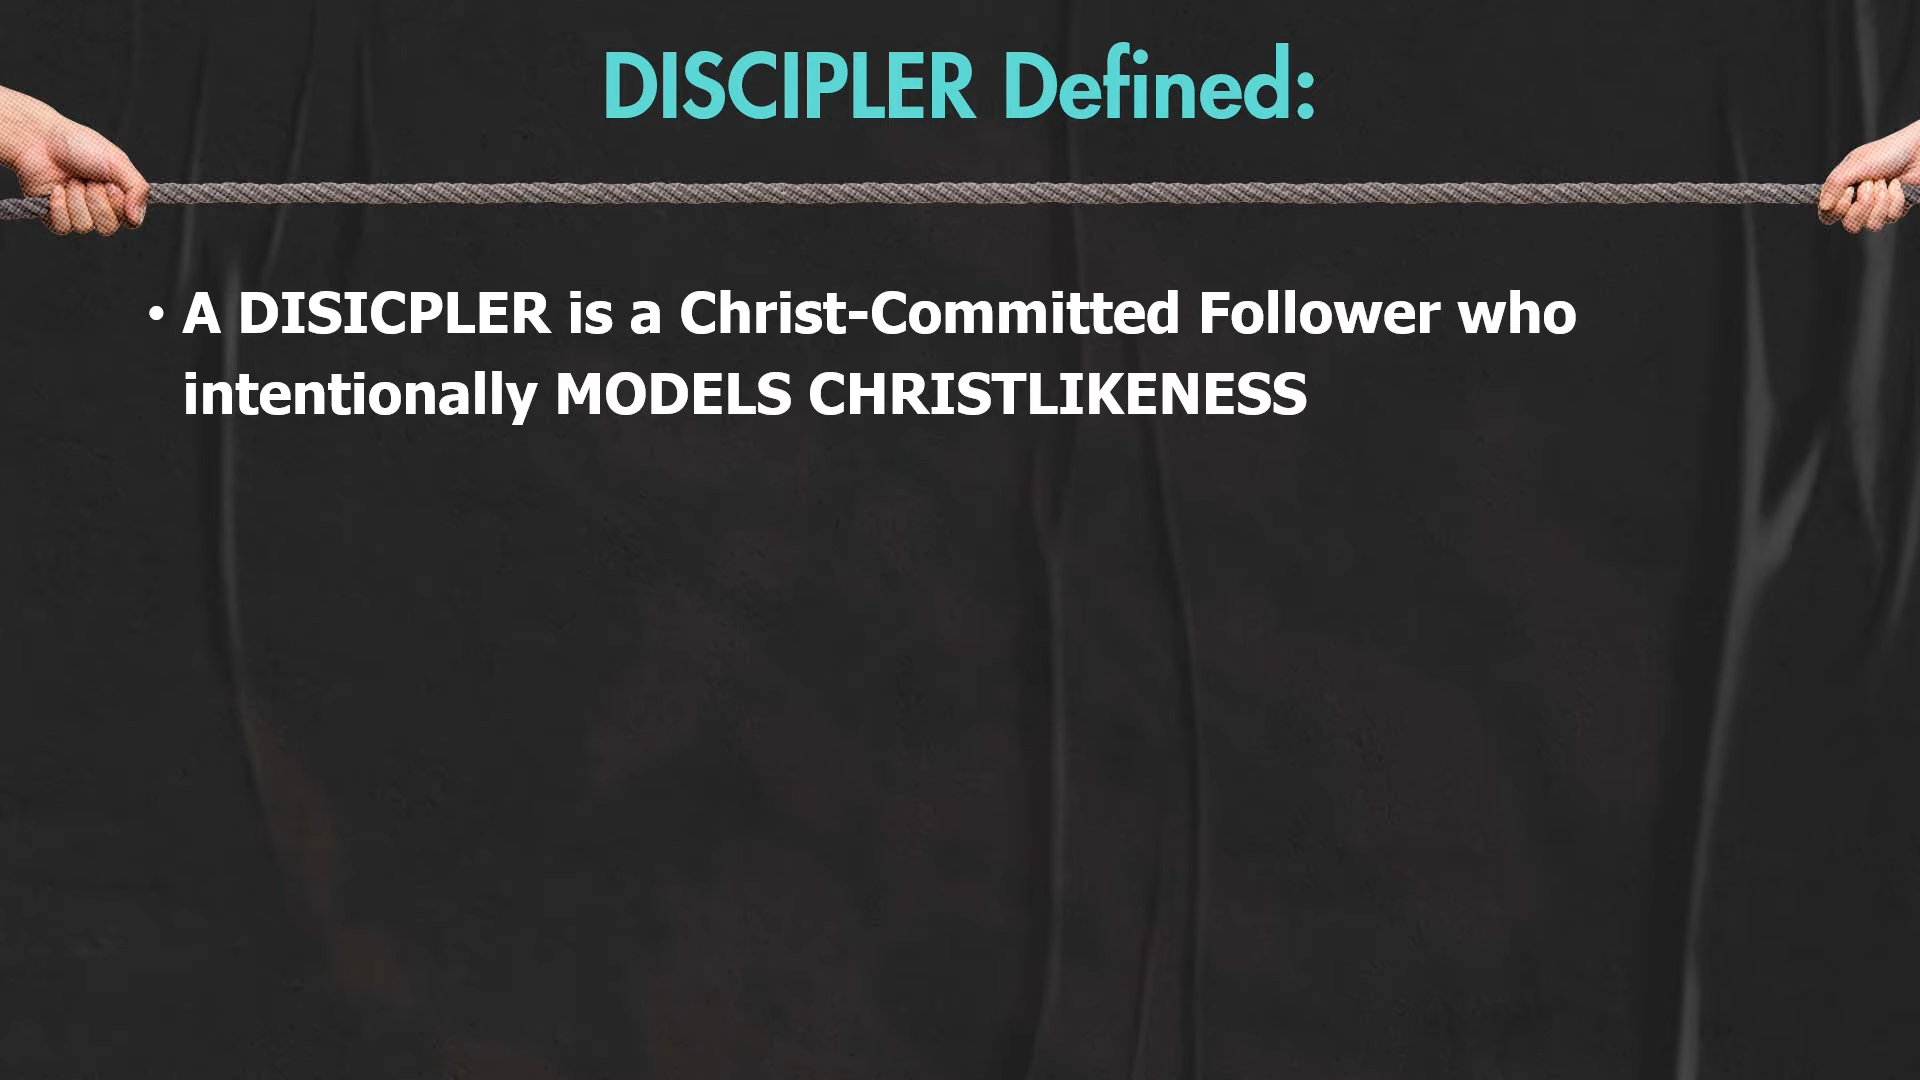 DISCIPLER Defined:
• A DISICPLER is a Christ-Committed Follower who
intentionally MODELS CHRISTLIKENESS